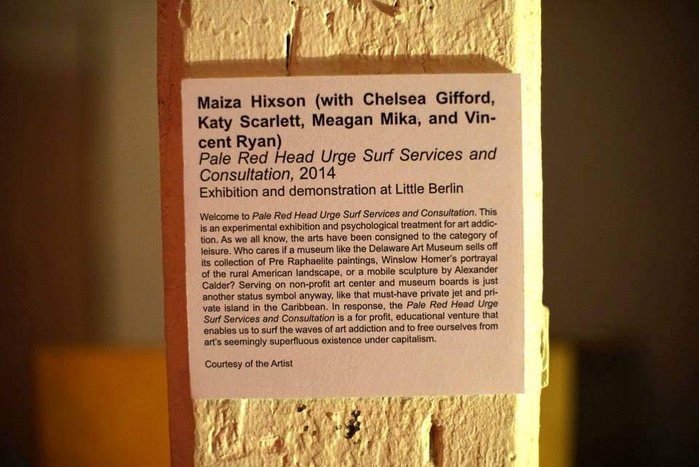 Maiza Hixson (with Chelsea Gifford,
Katy Scarlett, Meagan Mika, and Vin-
cent Ryan)
Pale Red Head Urge Surf Services and
Consultation, 2014
Exhibition and demonstration at Little Berlin
Welcome to Pale Red Head Urge Surf Services and Consultation. This
is an experimental exhibition and psychological treatment for art addic-
tion. As we all know, the arts have been consigned to the category of
leisure. Who cares if a museum like the Delaware Art Museum sells off
its collection of Pre Raphaelite paintings, Winslow Homer's portrayal
of the rural American landscape, or a mobile sculpture by Alexander
Calder? Serving on non-profit art center and museum boards is just
another status symbol anyway, like that must-have private jet and pri-
vate island in the Caribbean. In response, the Pale Red Head Urge
Surf Services and Consultation is a for profit, educational venture that
enables us to surf the waves of art addiction and to free ourselves from
art's seemingly superfluous existence under capitalism.
Courtesy of the Artist